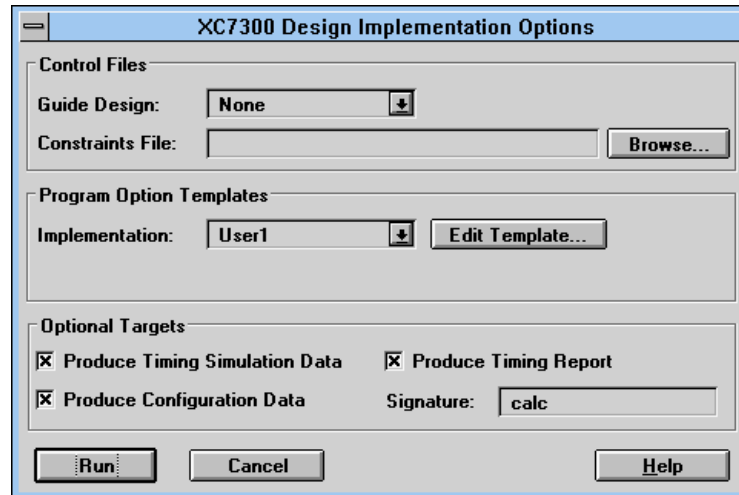 XC7300 Design Implementation Options
Control Files
Guide Design: None
Constraints File: Browse...
Program Option Templates
Implementation: User1 Edit Template...
Optional Targets
Produce Timing Simulation Data Produce Timing Report
Produce Configuration Data Signature: calc
Run Cancel Help